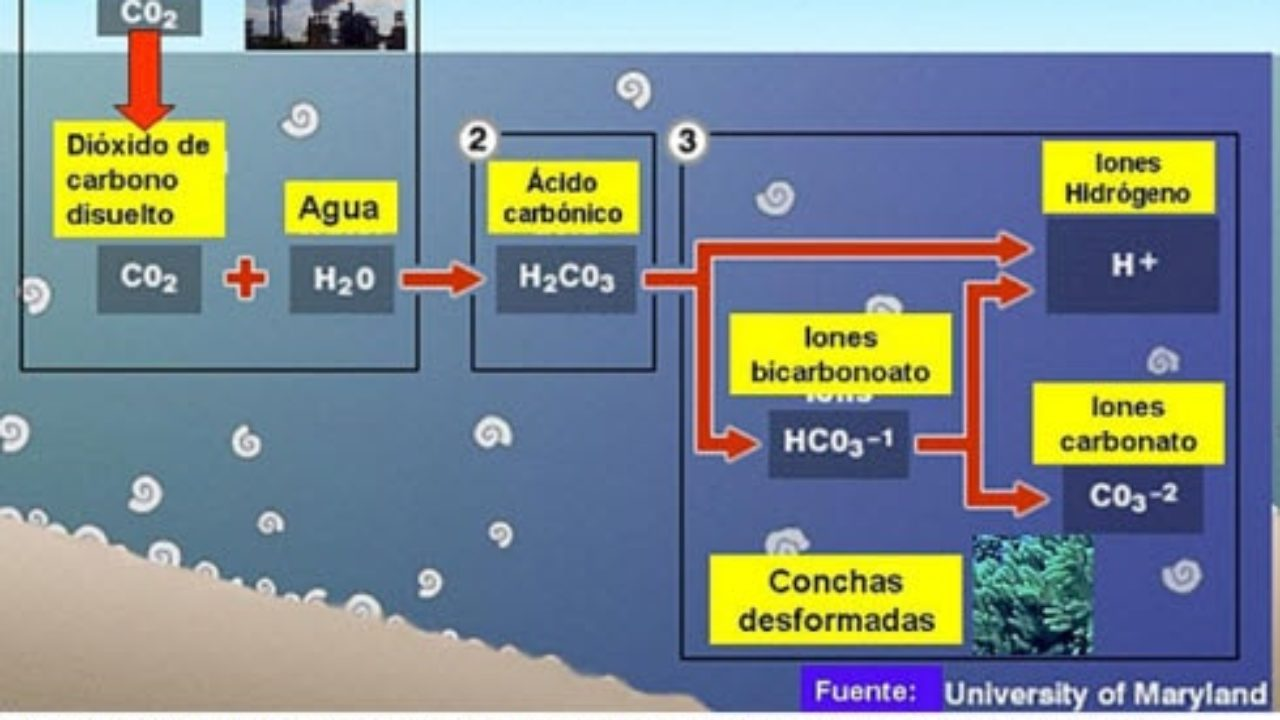 CO₂
Dióxido de
carbono
disuelto
CO₂
+
Agua
H₂O
2
Ácido
carbónico
H₂CO₃
3
Iones
Hidrógeno
H+
Iones
bicarbonoato
Ions
HCO₃⁻¹
Iones
carbonato
CO₃⁻²
Conchas
desformadas
Fuente: University of Maryland